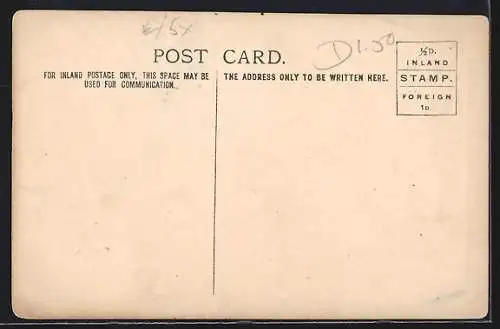 D1.50
POST CARD.
FOR INLAND POSTAGE ONLY, THIS SPACE MAY BE
USED FOR COMMUNICATION.
THE ADDRESS ONLY TO BE WRITTEN HERE.
½D.
INLAND
STAMP.
FOREIGN
1D.